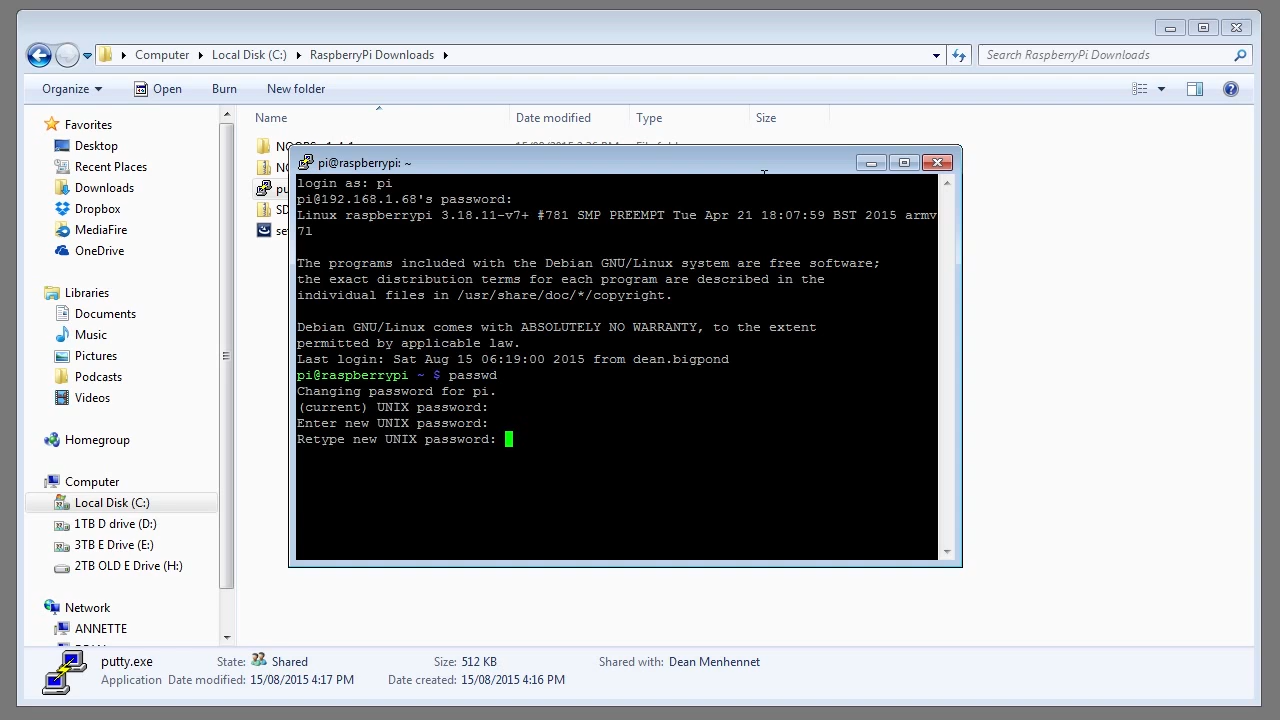 Computer
Local Disk (C:)
RaspberryPi Downloads
Search RaspberryPi Downloads
Organize
Open
Burn
New folder
Favorites
Desktop
Recent Places
Downloads
Dropbox
MediaFire
OneDrive
Libraries
Documents
Music
Pictures
Podcasts
Videos
Homegroup
Computer
Local Disk (C:)
1TB D drive (D:)
3TB E Drive (E:)
2TB OLD E Drive (H:)
Network
ANNETTE
Name
Date modified
Type
Size
pi@raspberrypi: ~
login as: pi
pi@192.168.1.68's password:
Linux raspberrypi 3.18.11-v7+ #781 SMP PREEMPT Tue Apr 21 18:07:59 BST 2015 armv
7l
The programs included with the Debian GNU/Linux system are free software;
the exact distribution terms for each program are described in the
individual files in /usr/share/doc/*/copyright.
Debian GNU/Linux comes with ABSOLUTELY NO WARRANTY, to the extent
permitted by applicable law.
Last login: Sat Aug 15 06:19:00 2015 from dean.bigpond
pi@raspberrypi ~ $ passwd
Changing password for pi.
(current) UNIX password:
Enter new UNIX password:
Retype new UNIX password:
putty.exe
State: Shared
Size: 512 KB
Shared with: Dean Menhennet
Application
Date modified: 15/08/2015 4:17 PM
Date created: 15/08/2015 4:16 PM